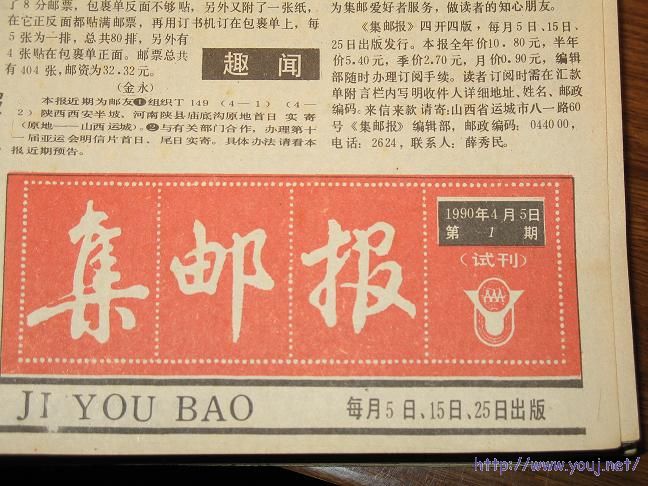 了8分邮票，包裹单反面不够贴，另外又附了一张纸，
在它正反面都贴满邮票，再用订书机订在包裹单上，每
5张为一排，总共80排，另外有
4张贴在包裹单正面。邮票总共
有404张，邮资为32.32元。
（金永）
趣闻
本报近期为邮友❶组织T149（4—1）（4—
2）陕西西安半坡、河南陕县庙底沟原地首日实寄
（原地——山西运城）。❷与有关部门合作，办理第十
一届亚运会明信片首日、尾日实寄。具体办法请看本
报近期预告。
为集邮爱好者服务，做读者的知心朋友。
《集邮报》四开四版，每月5日、15日、
25日出版发行。本报全年价10.80元，半年
价5.40元，季价2.70元，月价0.90元，编辑
部随时办理订阅手续。读者订阅时需在汇款
单附言栏内写明收件人详细地址、姓名、邮政
编码。来信来款请寄：山西省运城市八一路60
号《集邮报》编辑部，邮政编码：044000，
电话：2624，联系人：薛秀民。
集邮报
1990年4月5日
第1期
（试刊）
JI YOU BAO
每月5日、15日、25日出版
http://www.youj.net/